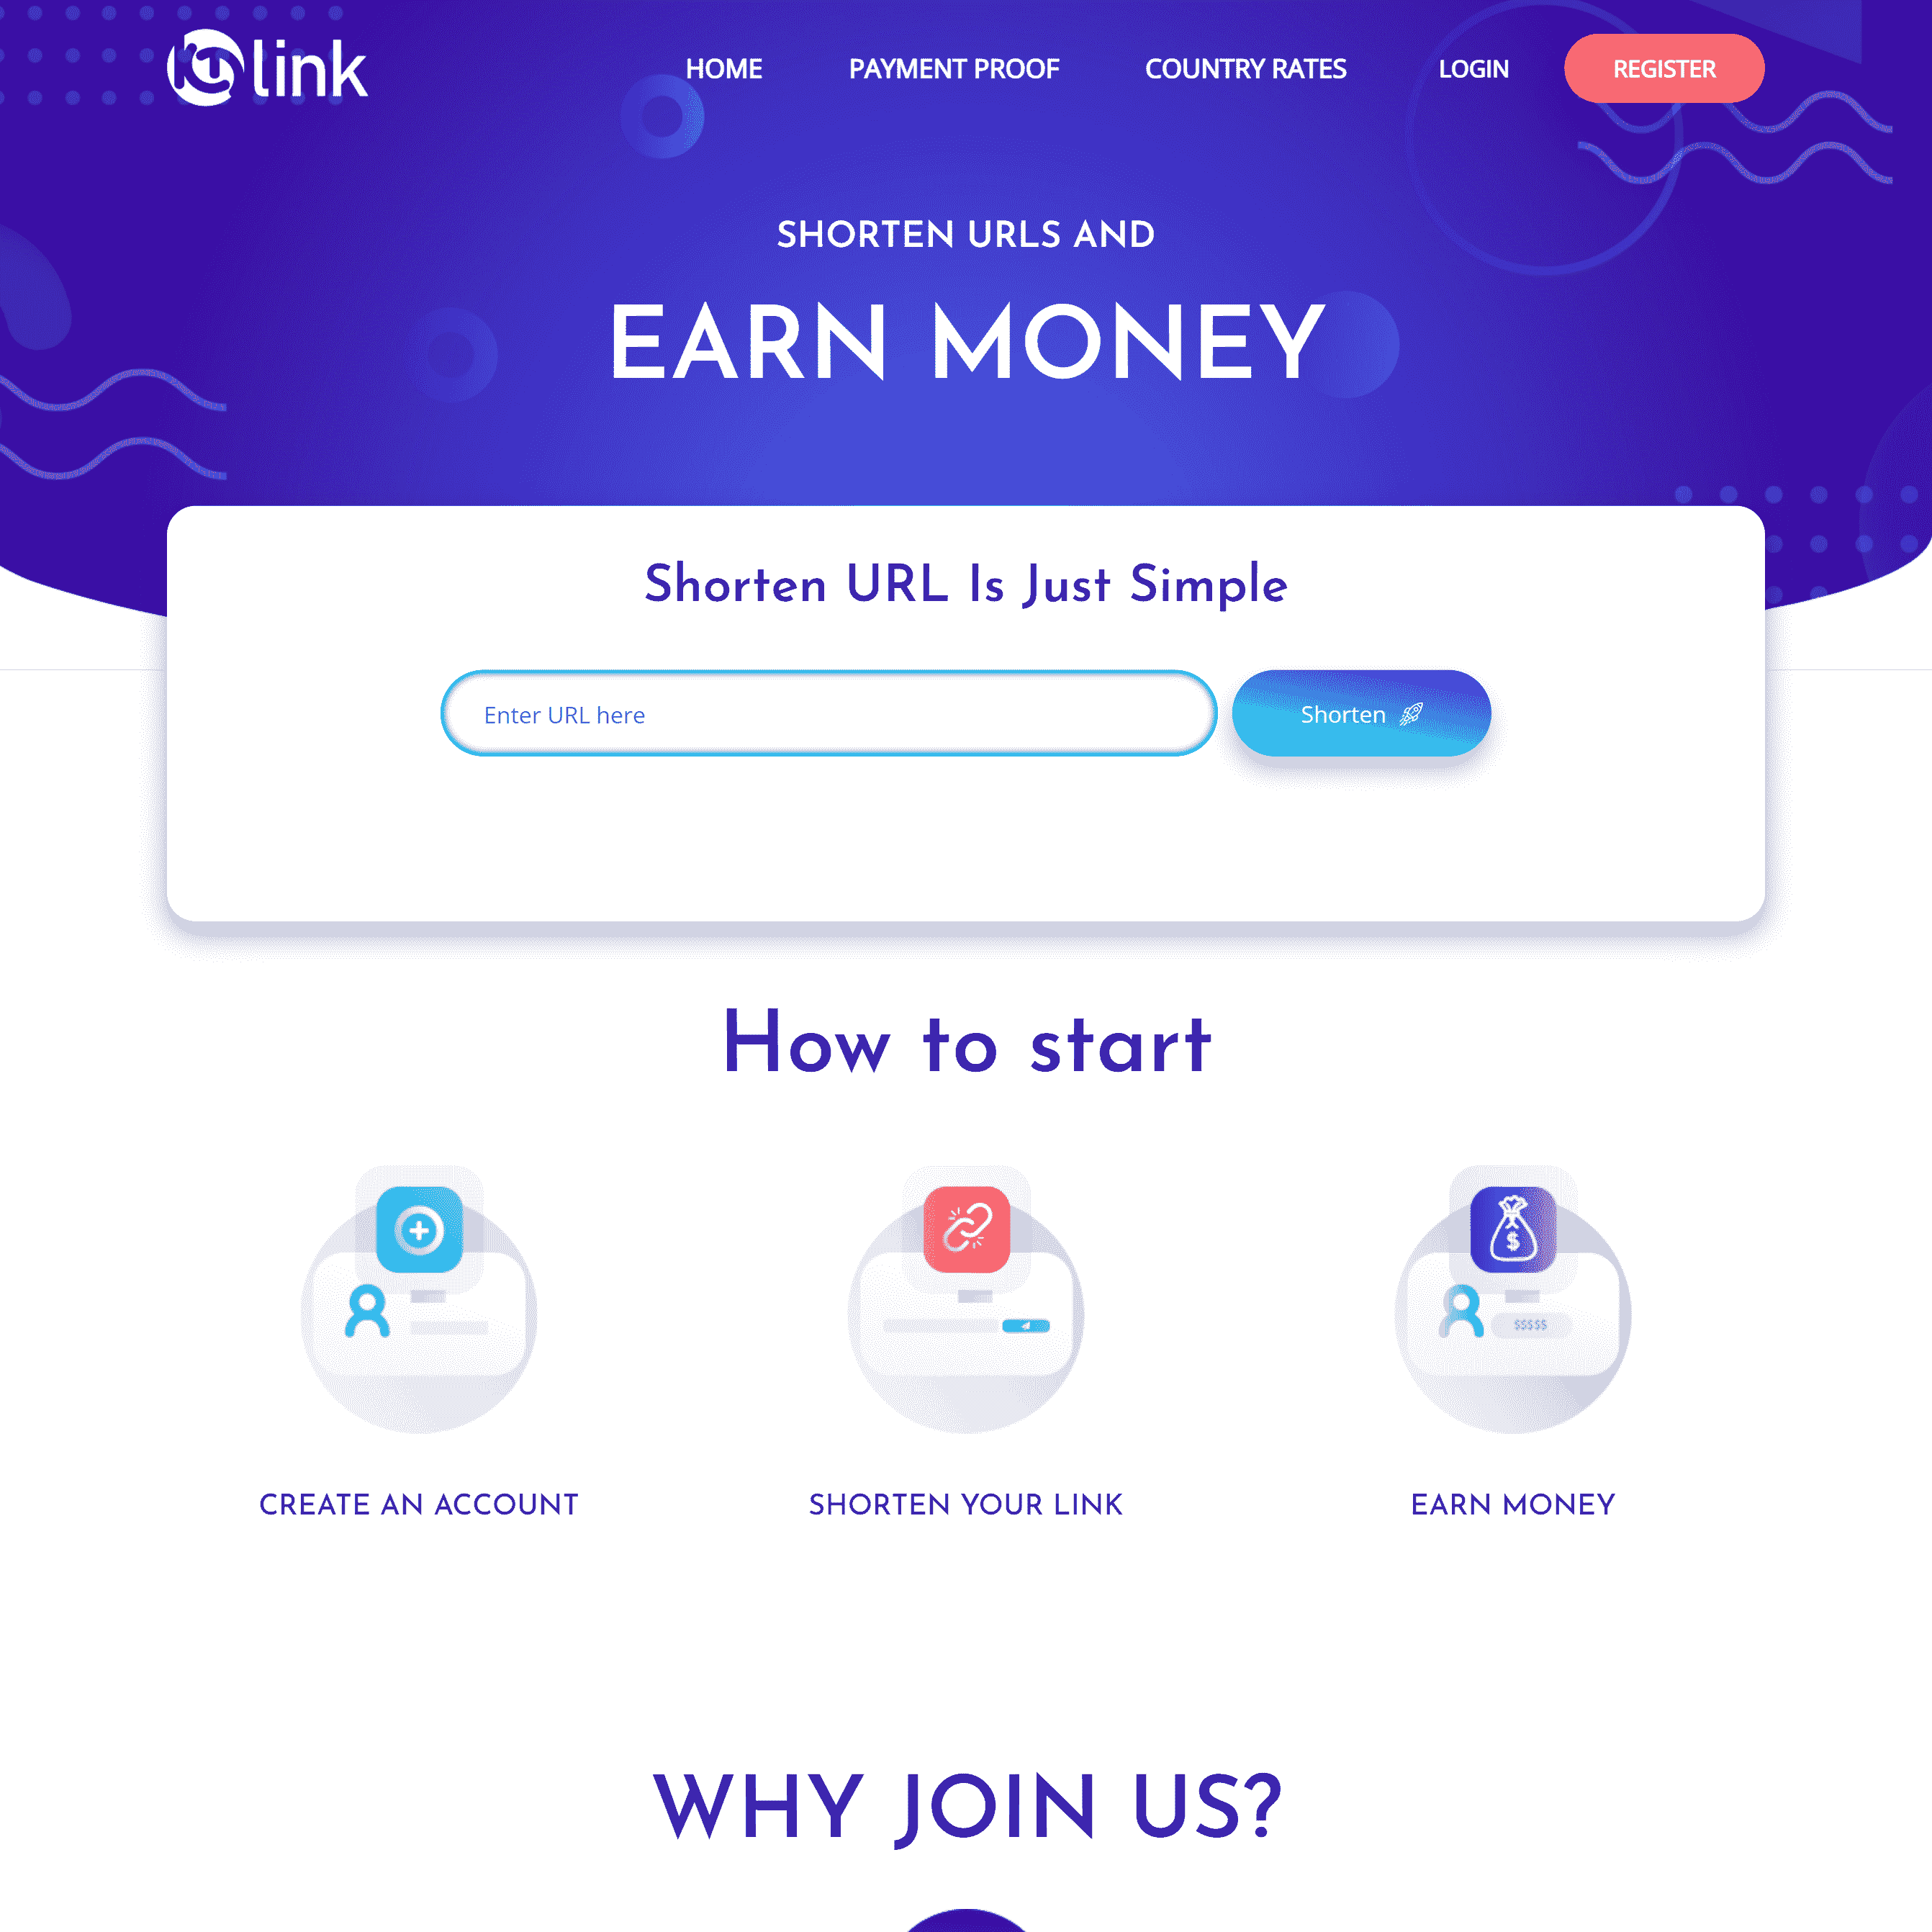 link
HOME
PAYMENT PROOF
COUNTRY RATES
LOGIN
REGISTER
SHORTEN URLS AND
EARN MONEY
Shorten URL Is Just Simple
Enter URL here
Shorten
How to start
$
$$$$$
CREATE AN ACCOUNT
SHORTEN YOUR LINK
EARN MONEY
WHY JOIN US?